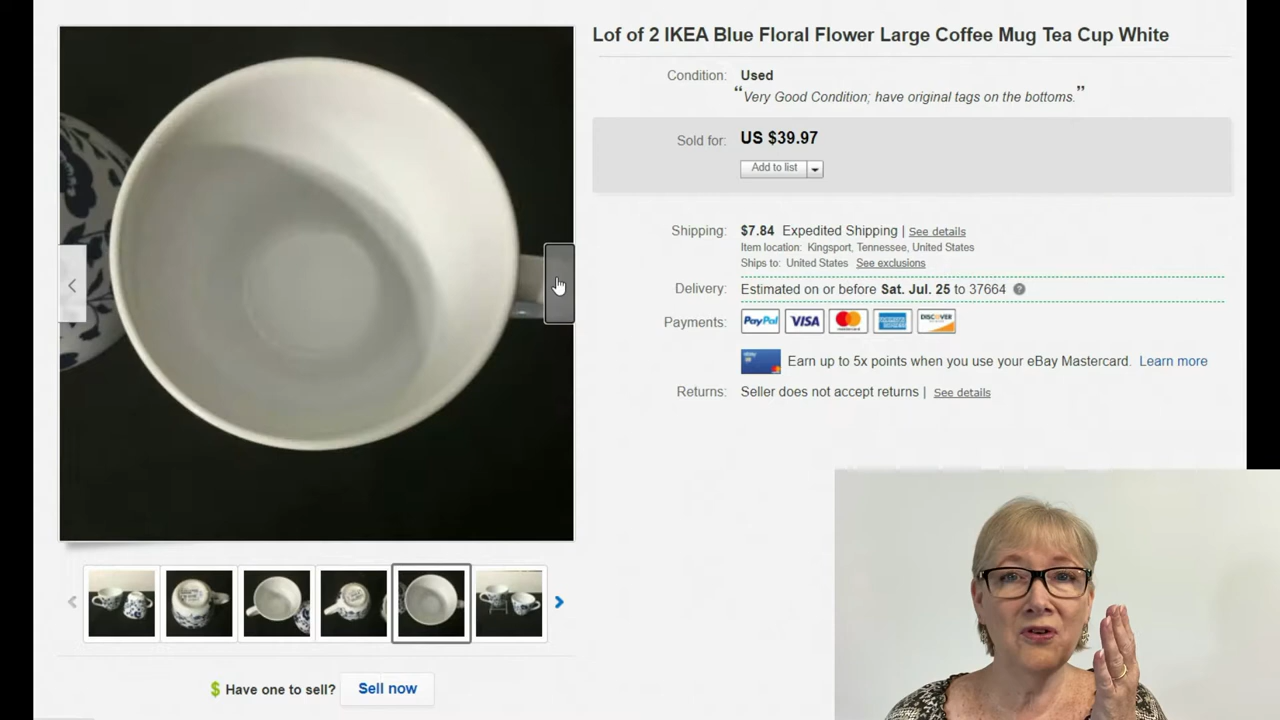 Lof of 2 IKEA Blue Floral Flower Large Coffee Mug Tea Cup White
Condition: Used
“Very Good Condition; have original tags on the bottoms.”
Sold for: US $39.97
Add to list
Shipping: $7.84 Expedited Shipping | See details
Item location: Kingsport, Tennessee, United States
Ships to: United States See exclusions
Delivery: Estimated on or before Sat. Jul. 25 to 37664 ?
Payments: PayPal VISA MasterCard AMERICAN EXPRESS DISCOVER
Earn up to 5x points when you use your eBay Mastercard. Learn more
Returns: Seller does not accept returns | See details
$ Have one to sell? Sell now